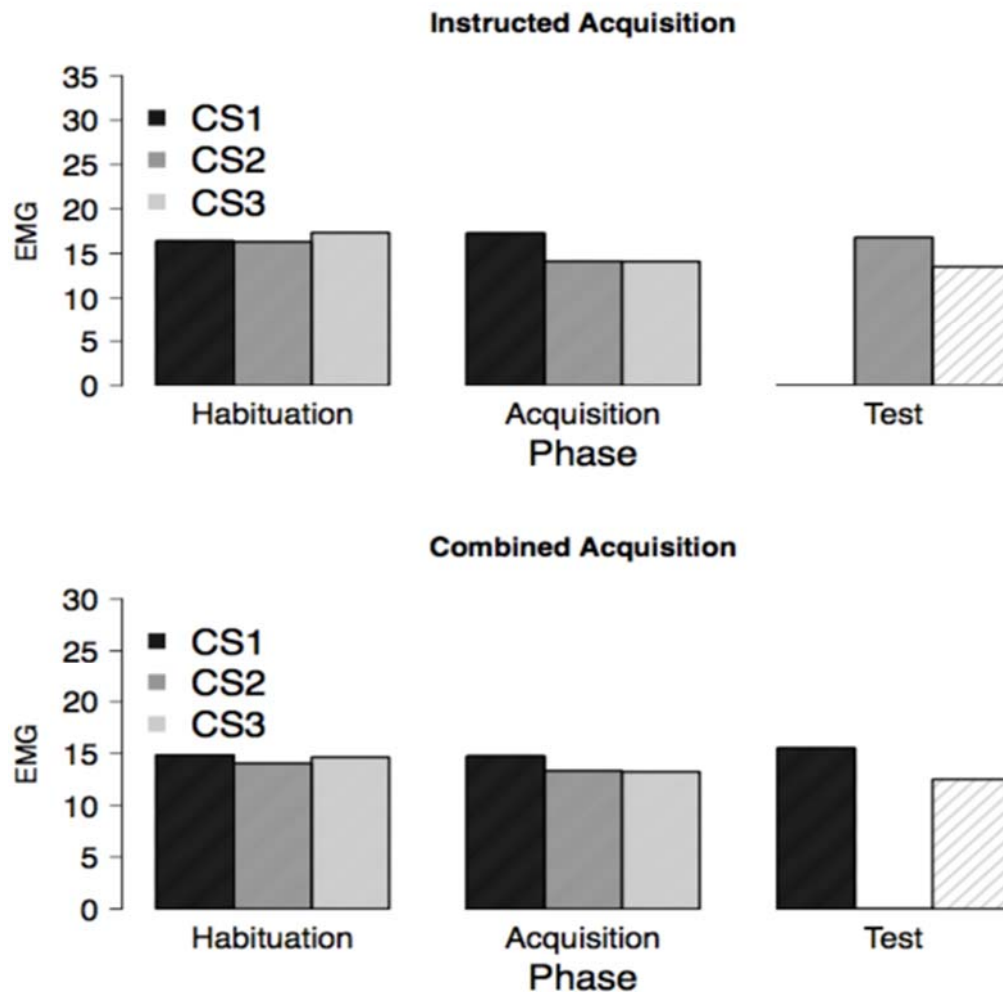 Instructed Acquisition
35
30
25
20
15
10
5
0
EMG
CS1
CS2
CS3
Habituation Acquisition Test
Phase
Combined Acquisition
30
25
20
15
10
5
0
EMG
CS1
CS2
CS3
Habituation Acquisition Test
Phase